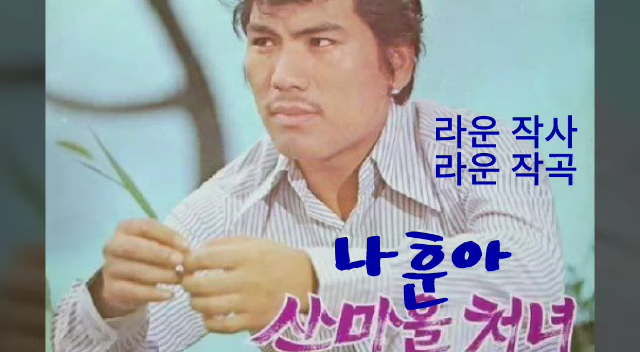 라운 작사
라운 작곡
나훈아
산마을 처녀